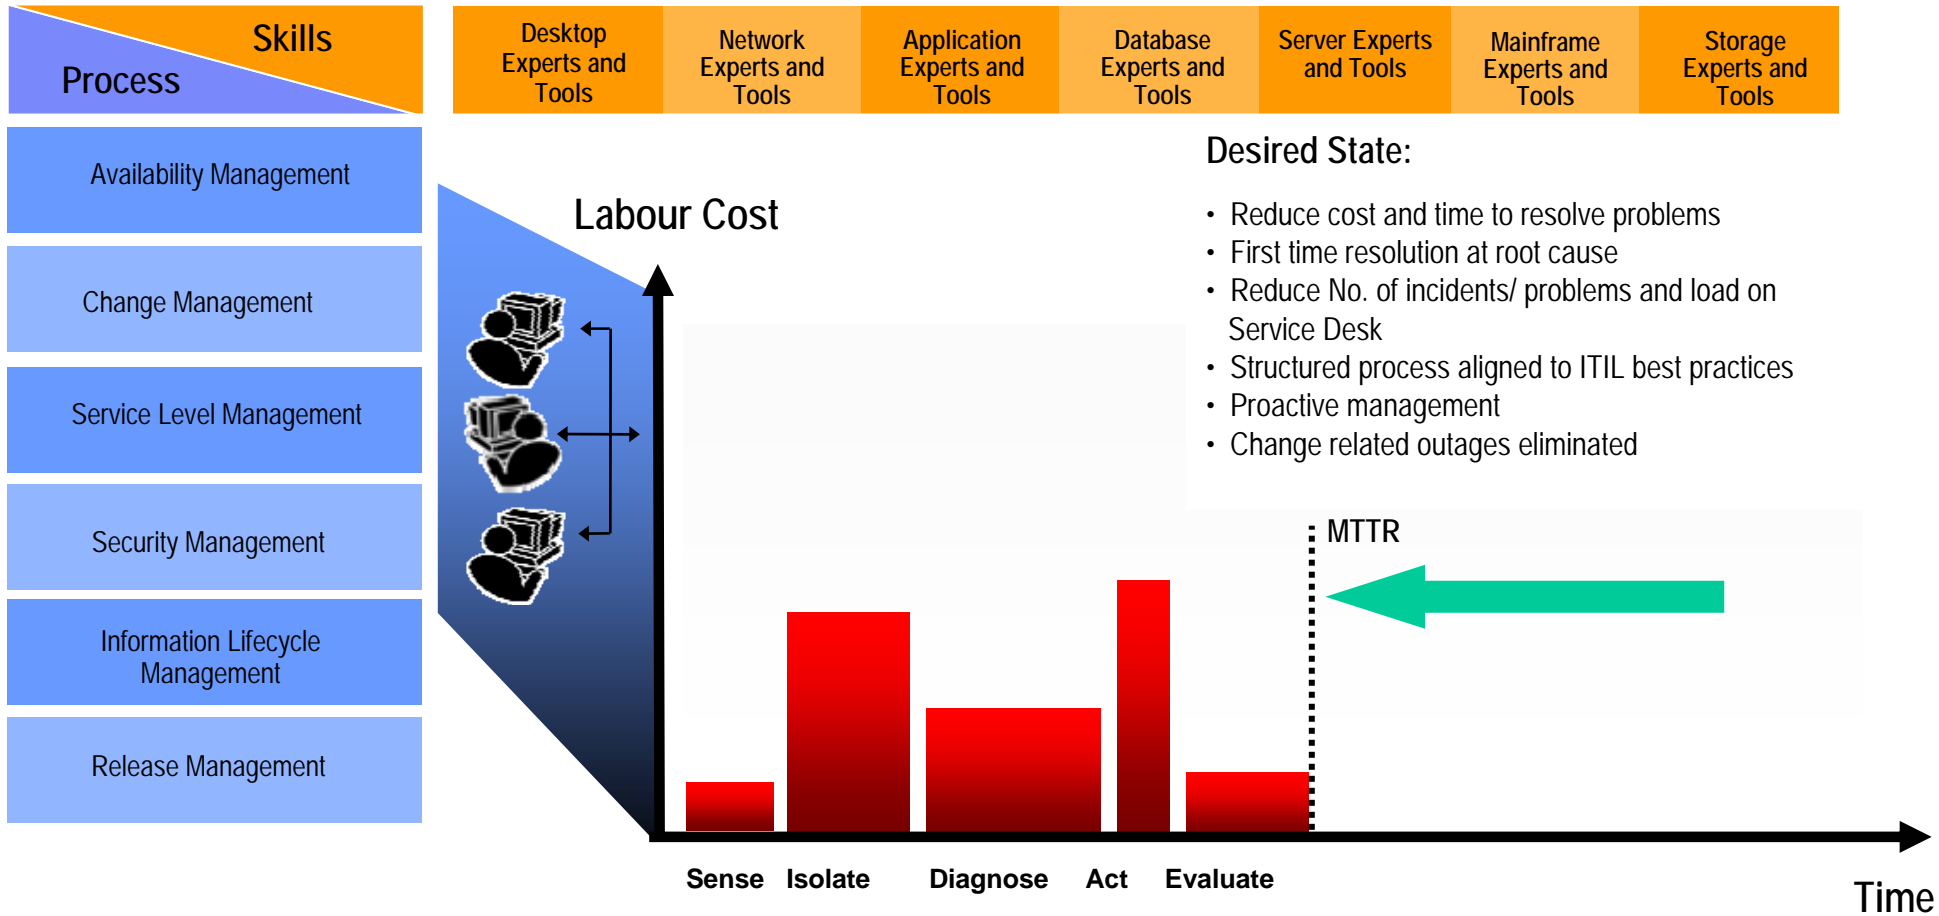 Skills
Process
Desktop
Experts and
Tools
Network
Experts and
Tools
Application
Experts and
Tools
Database
Experts and
Tools
Server Experts
and Tools
Mainframe
Experts and
Tools
Storage
Experts and
Tools
Availability Management
Change Management
Service Level Management
Security Management
Information Lifecycle
Management
Release Management
Labour Cost
Desired State:
• Reduce cost and time to resolve problems
• First time resolution at root cause
• Reduce No. of incidents/ problems and load on
Service Desk
• Structured process aligned to ITIL best practices
• Proactive management
• Change related outages eliminated
MTTR
Sense Isolate Diagnose Act Evaluate
Time